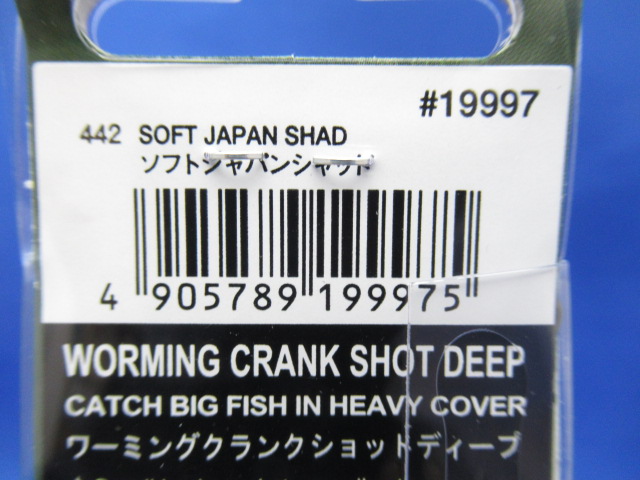 #19997
442 SOFT JAPAN SHAD
ソフトジャパンシャッド
4 905789 199975
WORMING CRANK SHOT DEEP
CATCH BIG FISH IN HEAVY COVER
ワーミングクランクショットディープ